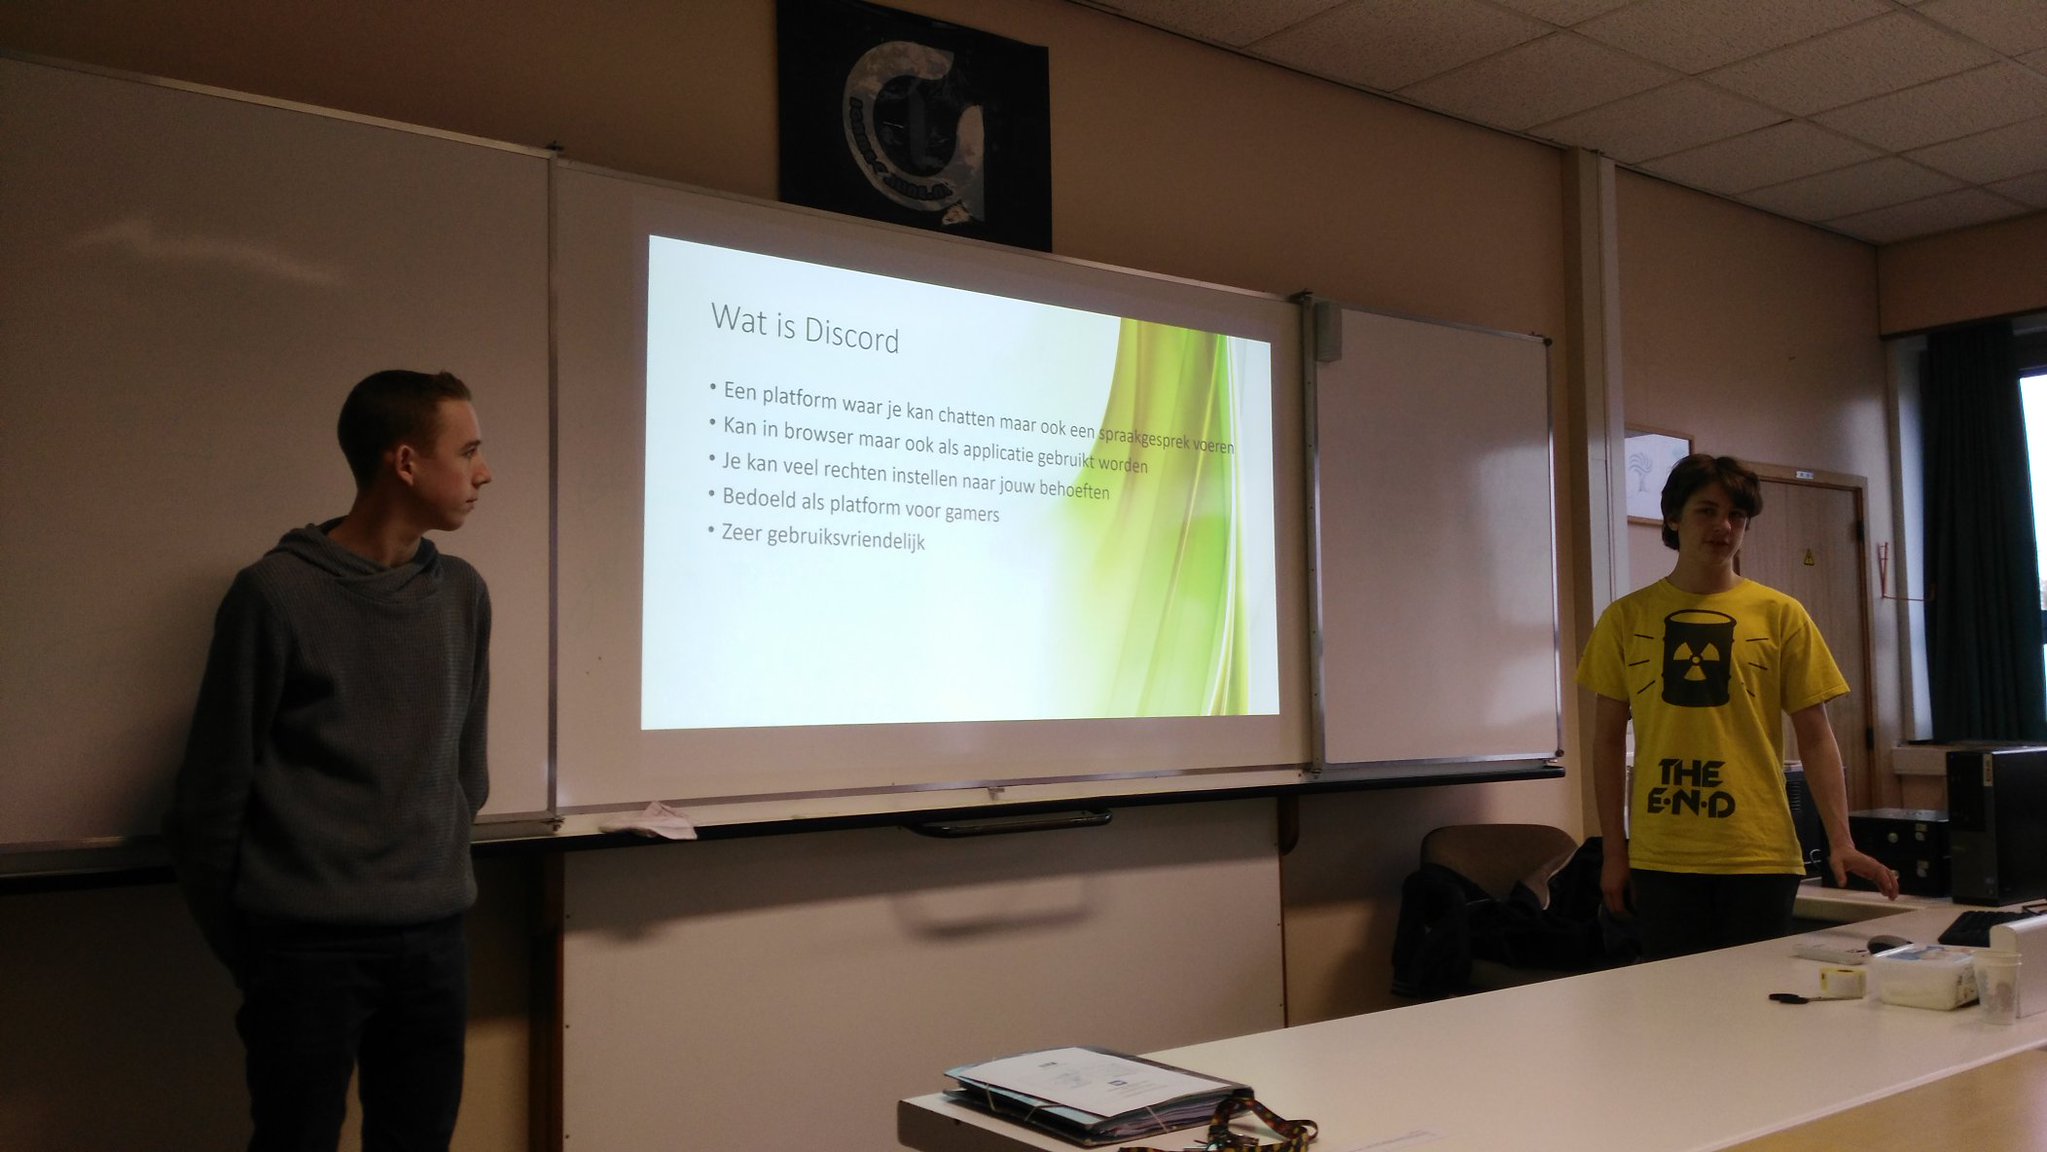 Wat is Discord
• Een platform waar je kan chatten maar ook een spraakgesprek voeren
• Kan in browser maar ook als applicatie gebruikt worden
• Je kan veel rechten instellen naar jouw behoeften
• Bedoeld als platform voor gamers
• Zeer gebruiksvriendelijk
THE
E·N·D